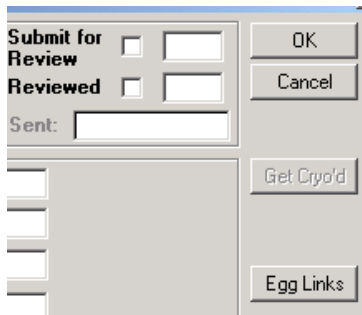 Submit for
Review
OK
Reviewed
Cancel
Sent:
Get Cryo'd
Egg Links